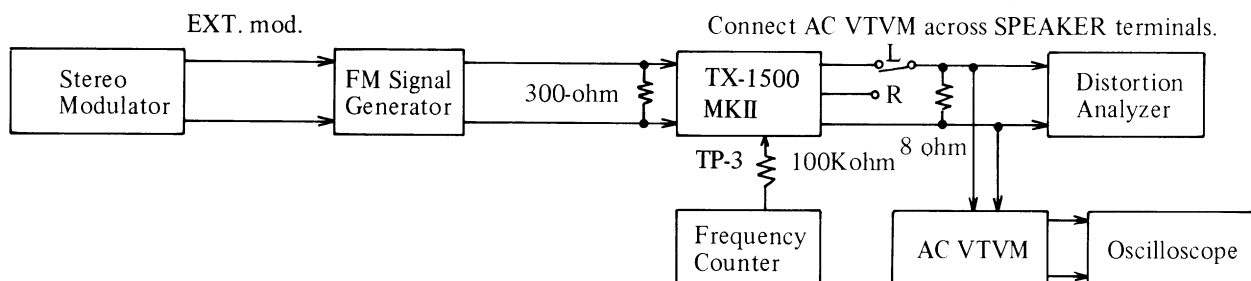 EXT. mod.
Connect AC VTVM across SPEAKER terminals.
Stereo
Modulator
FM Signal
Generator
300-ohm
TX-1500
MKII
L
R
8 ohm
Distortion
Analyzer
TP-3
100Kohm
Frequency
Counter
AC VTVM
Oscilloscope